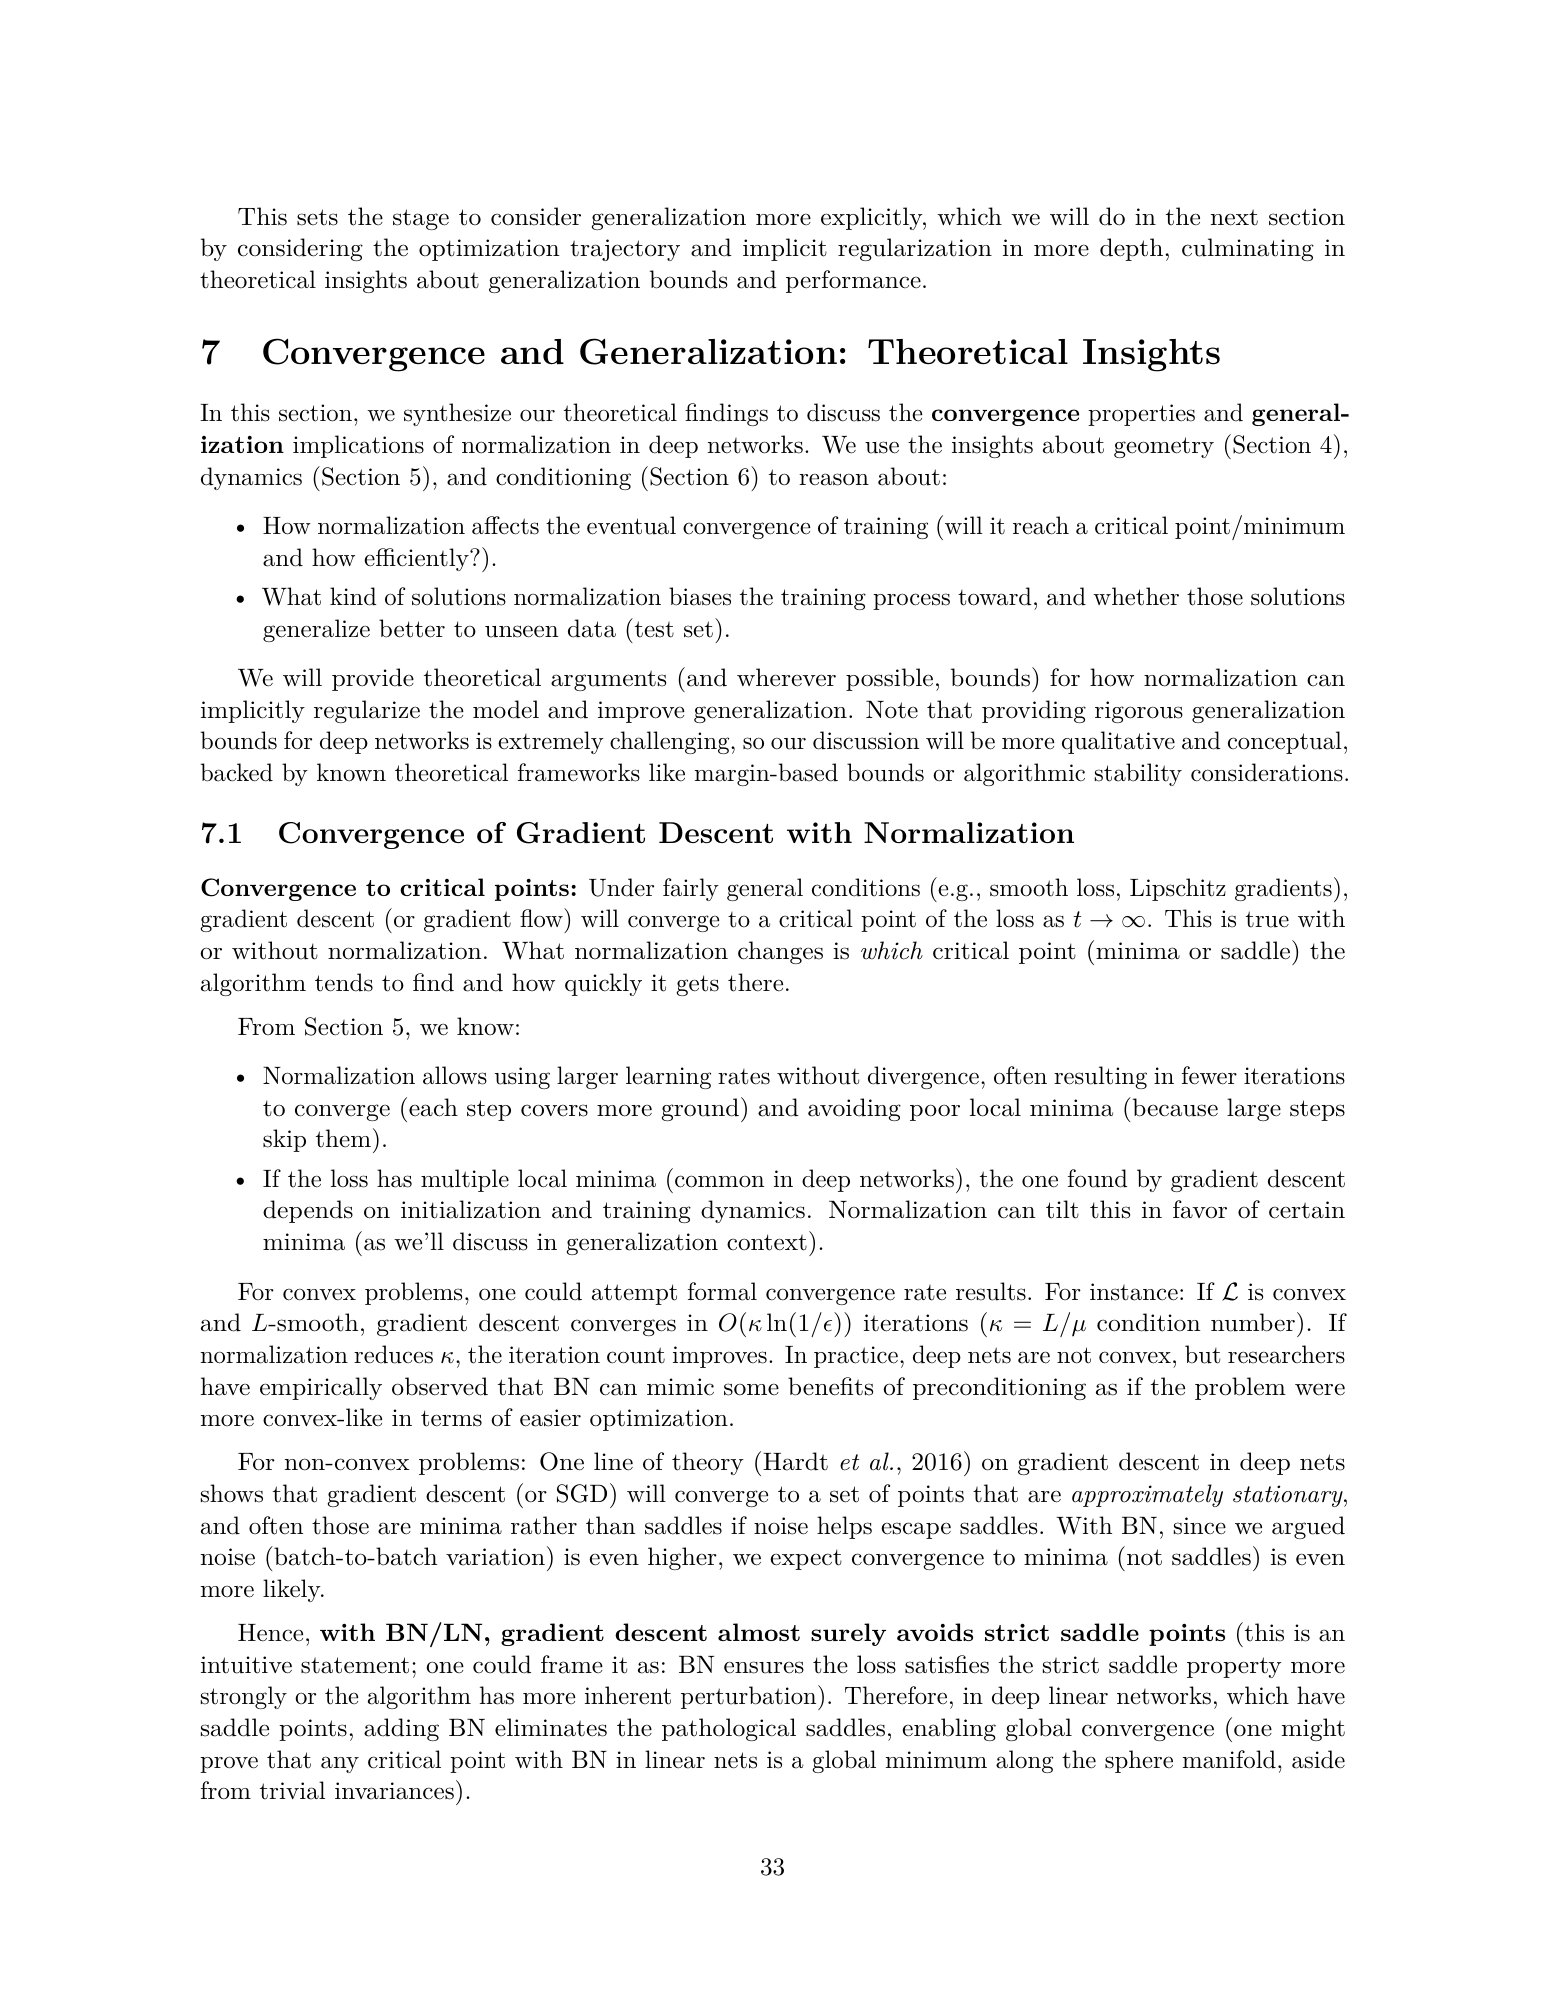 This sets the stage to consider generalization more explicitly, which we will do in the next section
by considering the optimization trajectory and implicit regularization in more depth, culminating in
theoretical insights about generalization bounds and performance.
7 Convergence and Generalization: Theoretical Insights
In this section, we synthesize our theoretical findings to discuss the convergence properties and general-
ization implications of normalization in deep networks. We use the insights about geometry (Section 4),
dynamics (Section 5), and conditioning (Section 6) to reason about:
• How normalization affects the eventual convergence of training (will it reach a critical point/minimum
and how efficiently?).
• What kind of solutions normalization biases the training process toward, and whether those solutions
generalize better to unseen data (test set).
We will provide theoretical arguments (and wherever possible, bounds) for how normalization can
implicitly regularize the model and improve generalization. Note that providing rigorous generalization
bounds for deep networks is extremely challenging, so our discussion will be more qualitative and conceptual,
backed by known theoretical frameworks like margin-based bounds or algorithmic stability considerations.
7.1 Convergence of Gradient Descent with Normalization
Convergence to critical points: Under fairly general conditions (e.g., smooth loss, Lipschitz gradients),
gradient descent (or gradient flow) will converge to a critical point of the loss as t → ∞. This is true with
or without normalization. What normalization changes is which critical point (minima or saddle) the
algorithm tends to find and how quickly it gets there.
From Section 5, we know:
• Normalization allows using larger learning rates without divergence, often resulting in fewer iterations
to converge (each step covers more ground) and avoiding poor local minima (because large steps
skip them).
• If the loss has multiple local minima (common in deep networks), the one found by gradient descent
depends on initialization and training dynamics. Normalization can tilt this in favor of certain
minima (as we'll discuss in generalization context).
For convex problems, one could attempt formal convergence rate results. For instance: If ℒ is convex
and L-smooth, gradient descent converges in O(κ ln(1/ϵ)) iterations (κ = L/μ condition number). If
normalization reduces κ, the iteration count improves. In practice, deep nets are not convex, but researchers
have empirically observed that BN can mimic some benefits of preconditioning as if the problem were
more convex-like in terms of easier optimization.
For non-convex problems: One line of theory (Hardt et al., 2016) on gradient descent in deep nets
shows that gradient descent (or SGD) will converge to a set of points that are approximately stationary,
and often those are minima rather than saddles if noise helps escape saddles. With BN, since we argued
noise (batch-to-batch variation) is even higher, we expect convergence to minima (not saddles) is even
more likely.
Hence, with BN/LN, gradient descent almost surely avoids strict saddle points (this is an
intuitive statement; one could frame it as: BN ensures the loss satisfies the strict saddle property more
strongly or the algorithm has more inherent perturbation). Therefore, in deep linear networks, which have
saddle points, adding BN eliminates the pathological saddles, enabling global convergence (one might
prove that any critical point with BN in linear nets is a global minimum along the sphere manifold, aside
from trivial invariances).
33